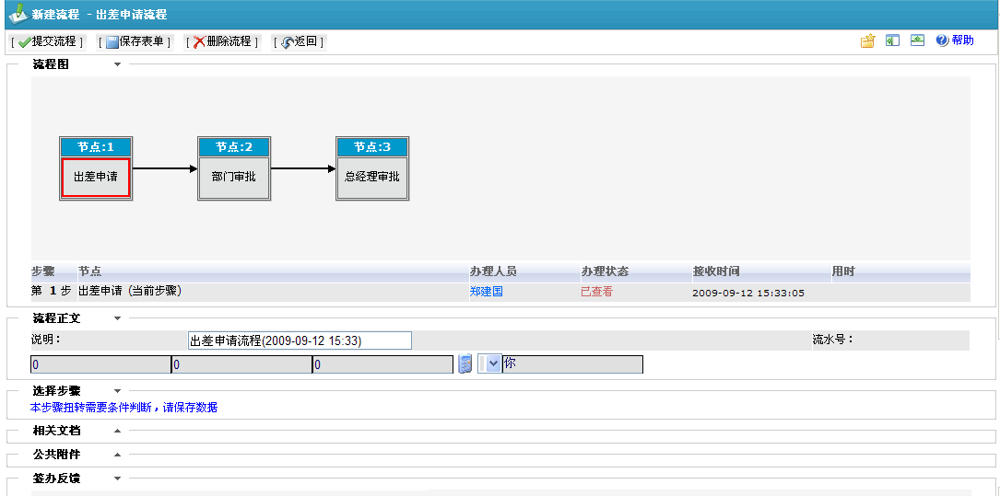 新建流程 - 出差申请流程
[ 提交流程 ] [ 保存表单 ] [ 删除流程 ] [ 返回 ] 帮助
流程图
节点:1 节点:2 节点:3
出差申请 部门审批 总经理审批
步骤 节点 办理人员 办理状态 接收时间 用时
第 1 步 出差申请 (当前步骤) 郑建国 已查看 2009-09-12 15:33:05
流程正文
说明： 出差申请流程(2009-09-12 15:33) 流水号：
0 0 0 你
选择步骤
本步骤扭转需要条件判断，请保存数据
相关文档
公共附件
签办反馈